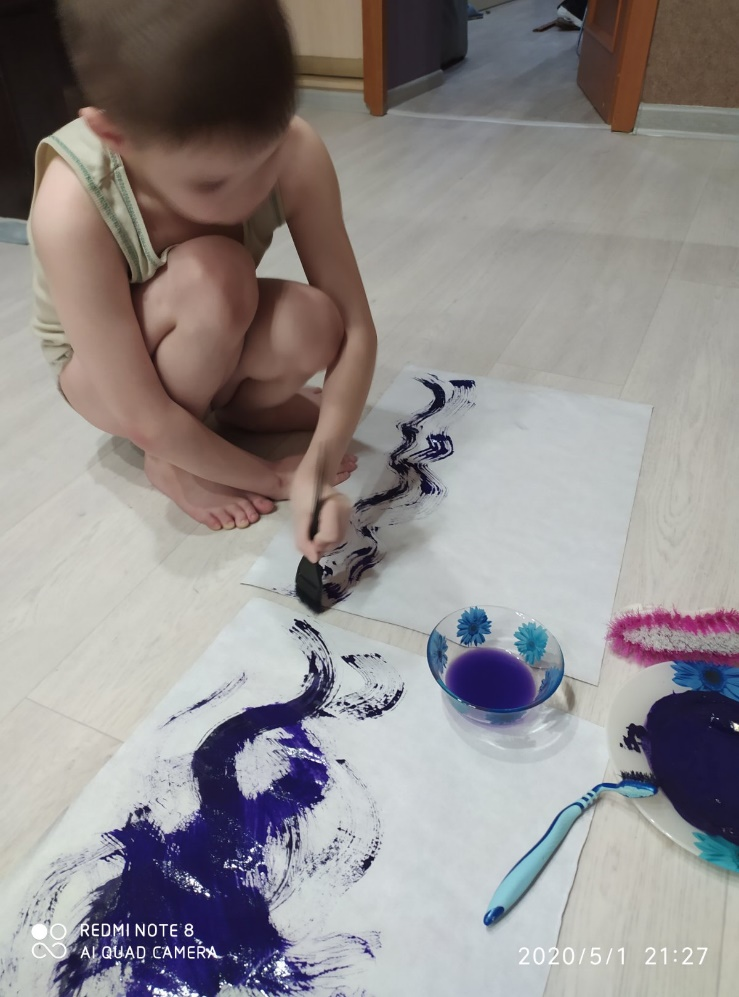 REDMI NOTE 8
AI QUAD CAMERA
2020/5/1 21:27